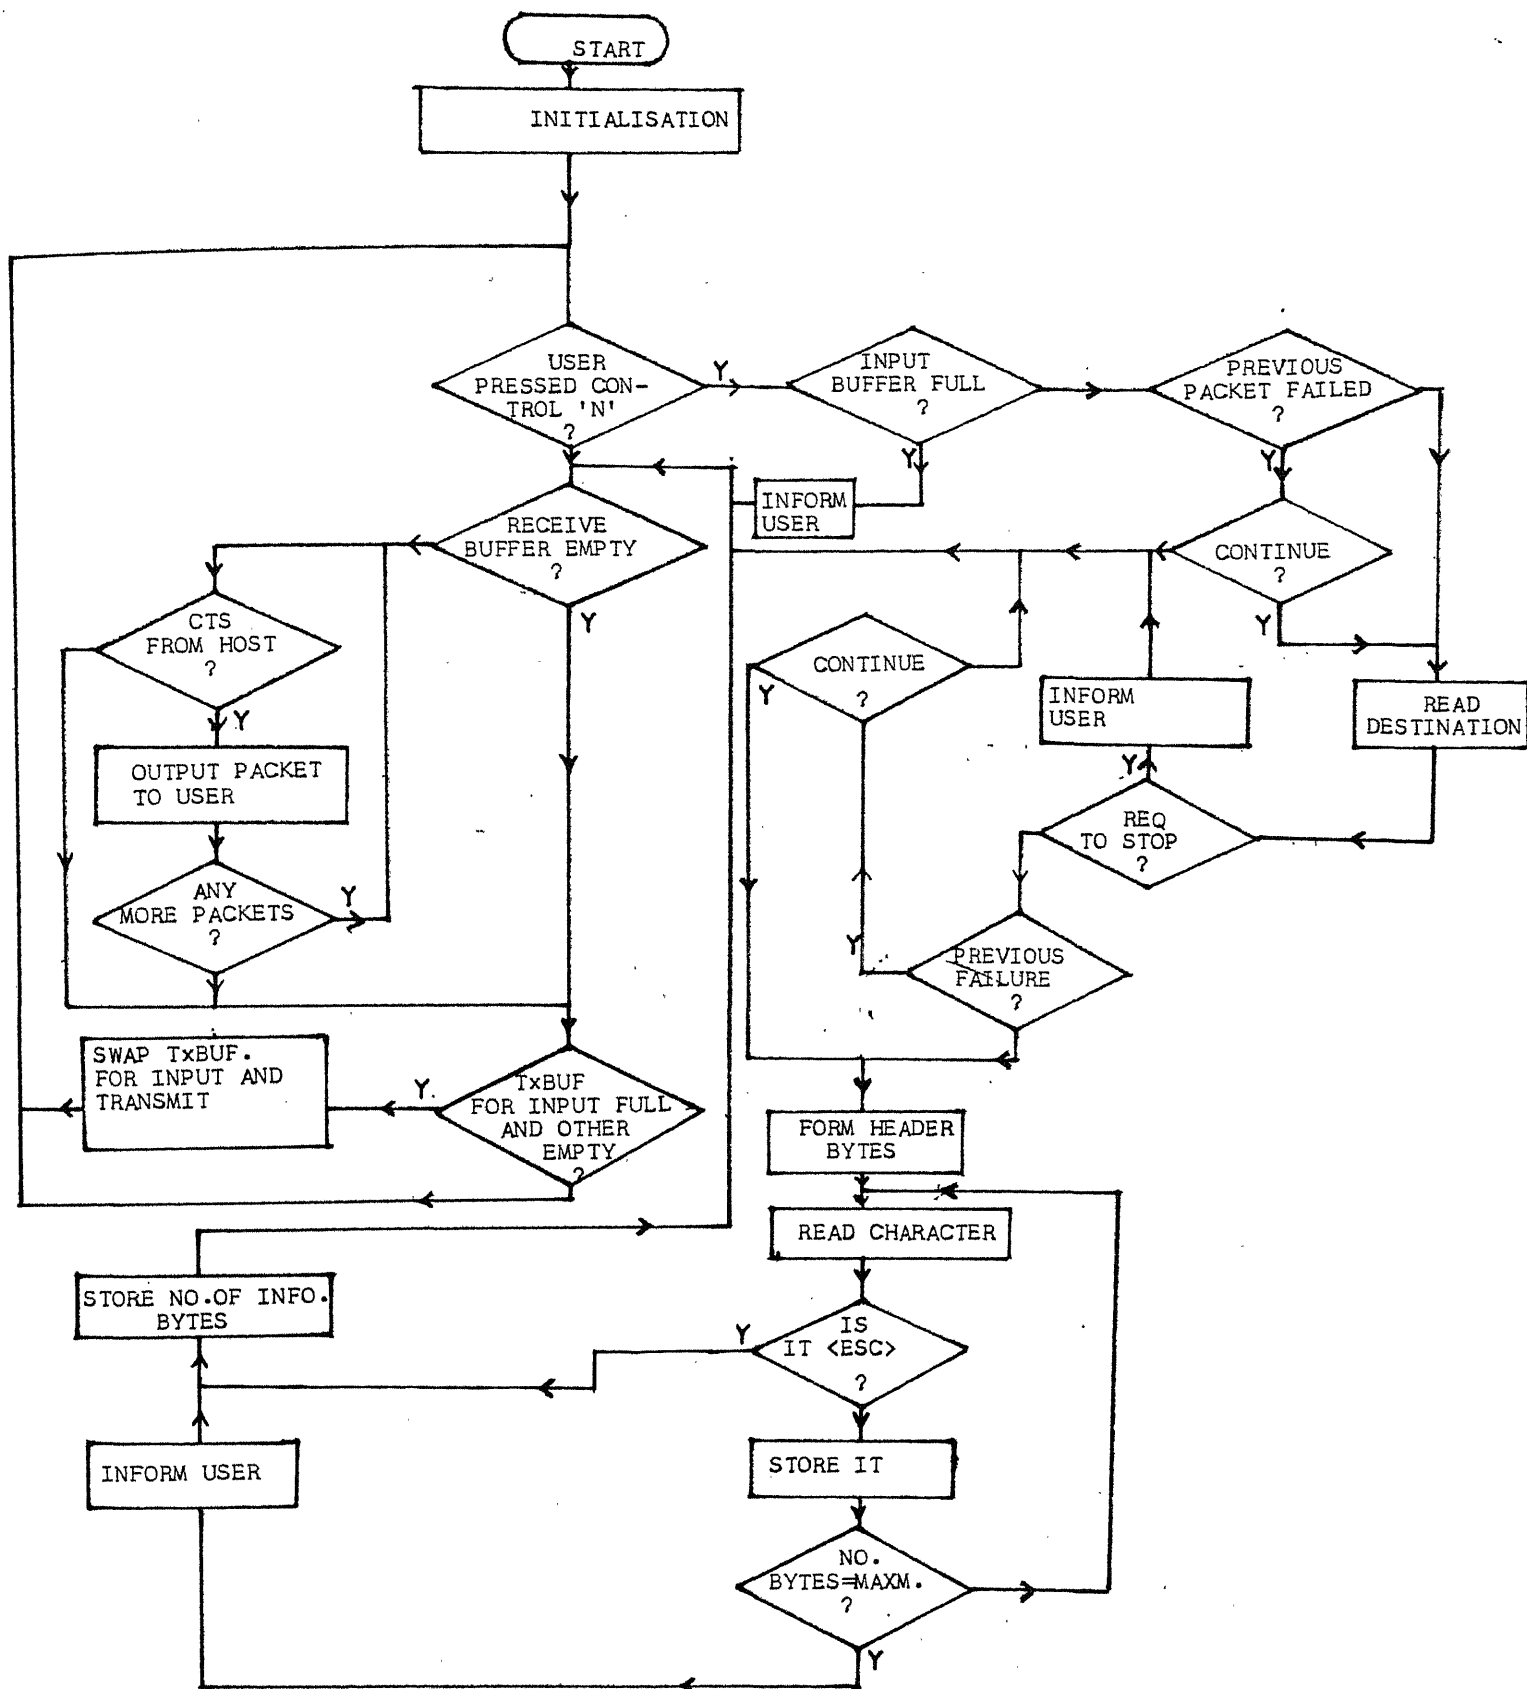 START
INITIALISATION
USER
PRESSED CON-
TROL 'N'
?
Y
INPUT
BUFFER FULL
?
Y
PREVIOUS
PACKET FAILED
?
Y
INFORM
USER
RECEIVE
BUFFER EMPTY
?
Y
CONTINUE
?
Y
CTS
FROM HOST
?
Y
CONTINUE
?
Y
INFORM
USER
READ
DESTINATION
OUTPUT PACKET
TO USER
Y
REQ
TO STOP
?
ANY
MORE PACKETS
?
Y
Y
PREVIOUS
FAILURE
?
SWAP TxBUF.
FOR INPUT AND
TRANSMIT
Y
TxBUF
FOR INPUT FULL
AND OTHER
EMPTY
?
FORM HEADER
BYTES
READ CHARACTER
STORE NO.OF INFO.
BYTES
Y
IS
IT <ESC>
?
INFORM USER
STORE IT
NO.
BYTES=MAXM.
?
Y